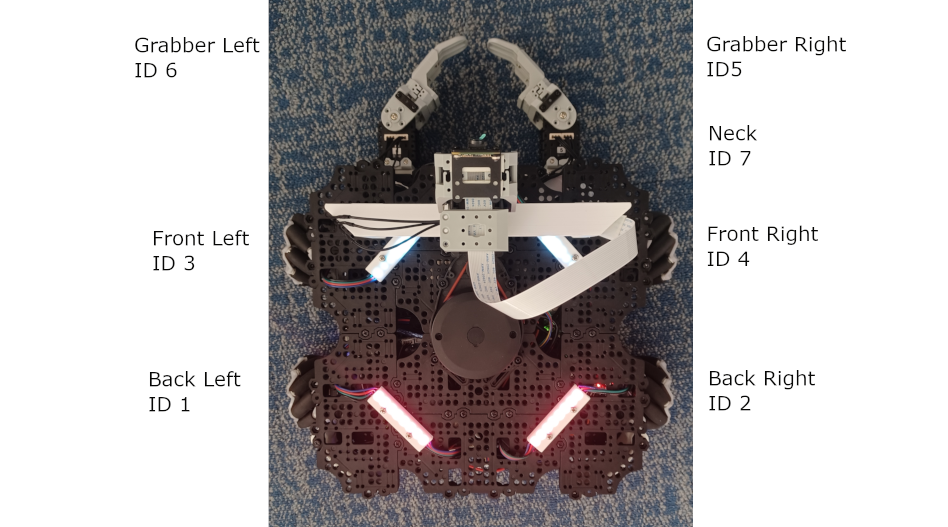 Grabber Left
ID 6
Grabber Right
ID5
Neck
ID 7
Front Left
ID 3
Front Right
ID 4
Back Left
ID 1
Back Right
ID 2